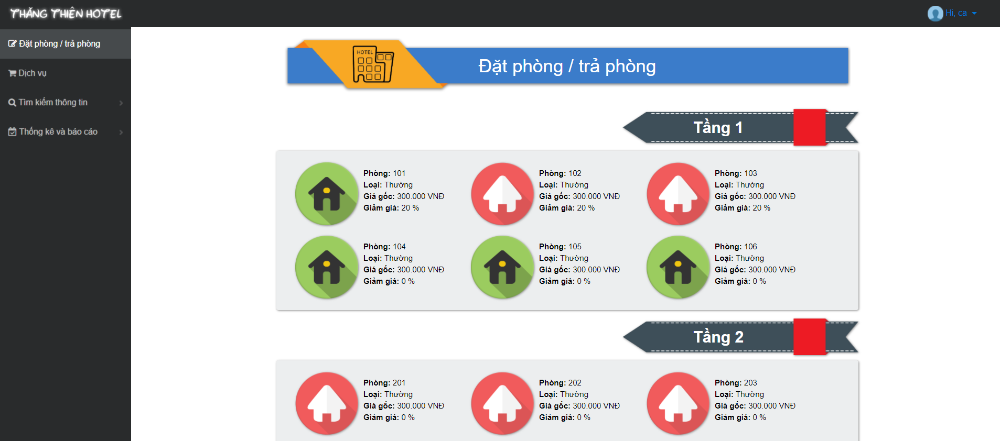 THĂNG THIÊN HOTEL
Hi, ca
Đặt phòng / trả phòng
Dịch vụ
Tìm kiếm thông tin
Thống kê và báo cáo
HOTEL
Đặt phòng / trả phòng
Tầng 1
Phòng: 101
Loại: Thường
Giá gốc: 300.000 VNĐ
Giảm giá: 20 %
Phòng: 102
Loại: Thường
Giá gốc: 300.000 VNĐ
Giảm giá: 20 %
Phòng: 103
Loại: Thường
Giá gốc: 300.000 VNĐ
Giảm giá: 20 %
Phòng: 104
Loại: Thường
Giá gốc: 300.000 VNĐ
Giảm giá: 0 %
Phòng: 105
Loại: Thường
Giá gốc: 300.000 VNĐ
Giảm giá: 0 %
Phòng: 106
Loại: Thường
Giá gốc: 300.000 VNĐ
Giảm giá: 0 %
Tầng 2
Phòng: 201
Loại: Thường
Giá gốc: 300.000 VNĐ
Giảm giá: 0 %
Phòng: 202
Loại: Thường
Giá gốc: 300.000 VNĐ
Giảm giá: 0 %
Phòng: 203
Loại: Thường
Giá gốc: 300.000 VNĐ
Giảm giá: 0 %